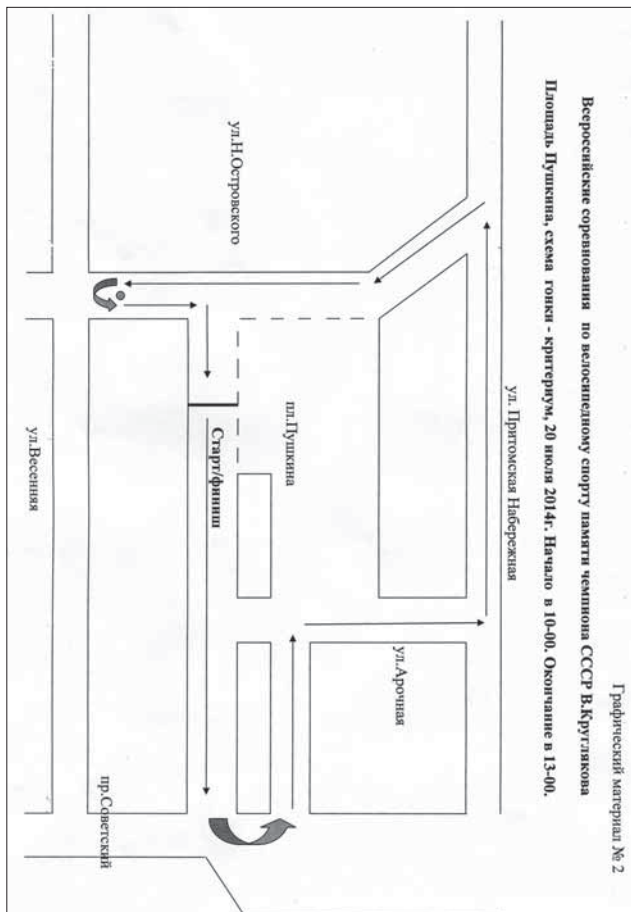 Графический материал № 2
Всероссийские соревнования по велосипедному спорту памяти чемпиона СССР В.Круглякова
Площадь Пушкина, схема гонки - критериум, 20 июля 2014г. Начало в 10-00. Окончание в 13-00.
ул. Притомская Набережная
ул.Арочная
пл.Пушкина
ул.Н.Островского
Старт/финиш
пр.Советский
ул.Весенняя